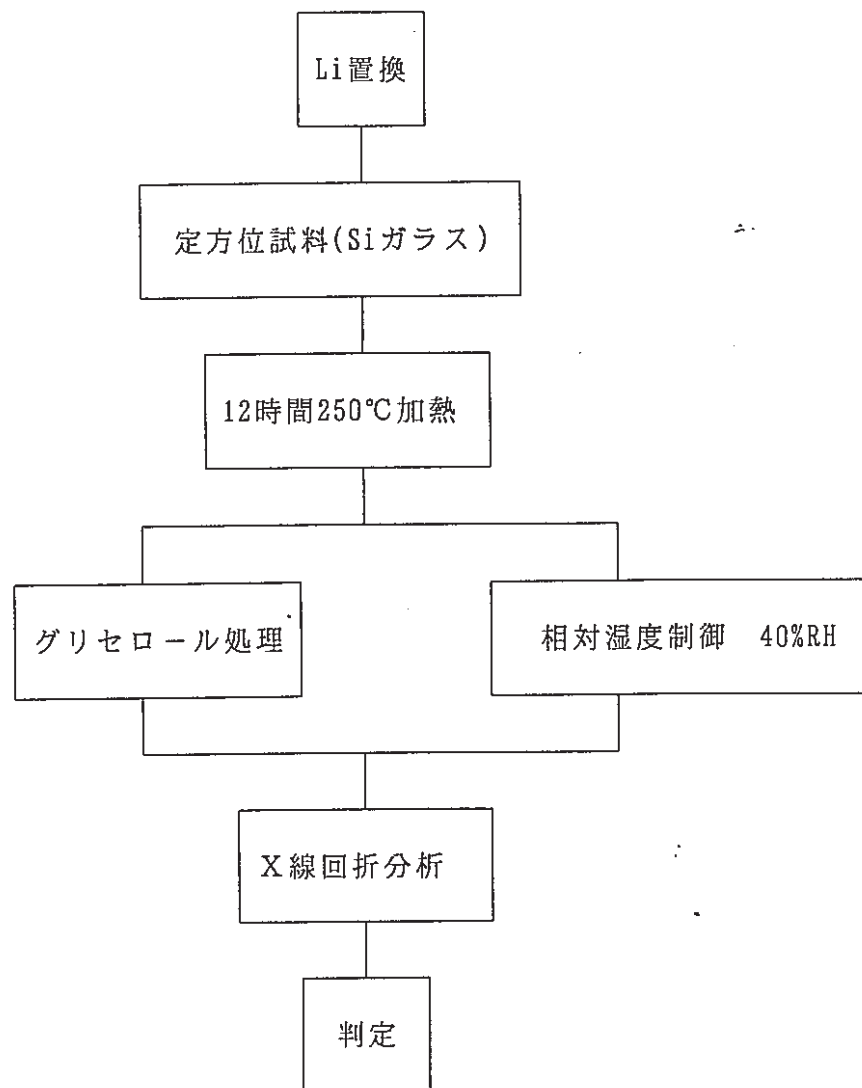 Li置換
定方位試料(Siガラス)
12時間250℃加熱
グリセロール処理
相対湿度制御　40%RH
X線回折分析
判定